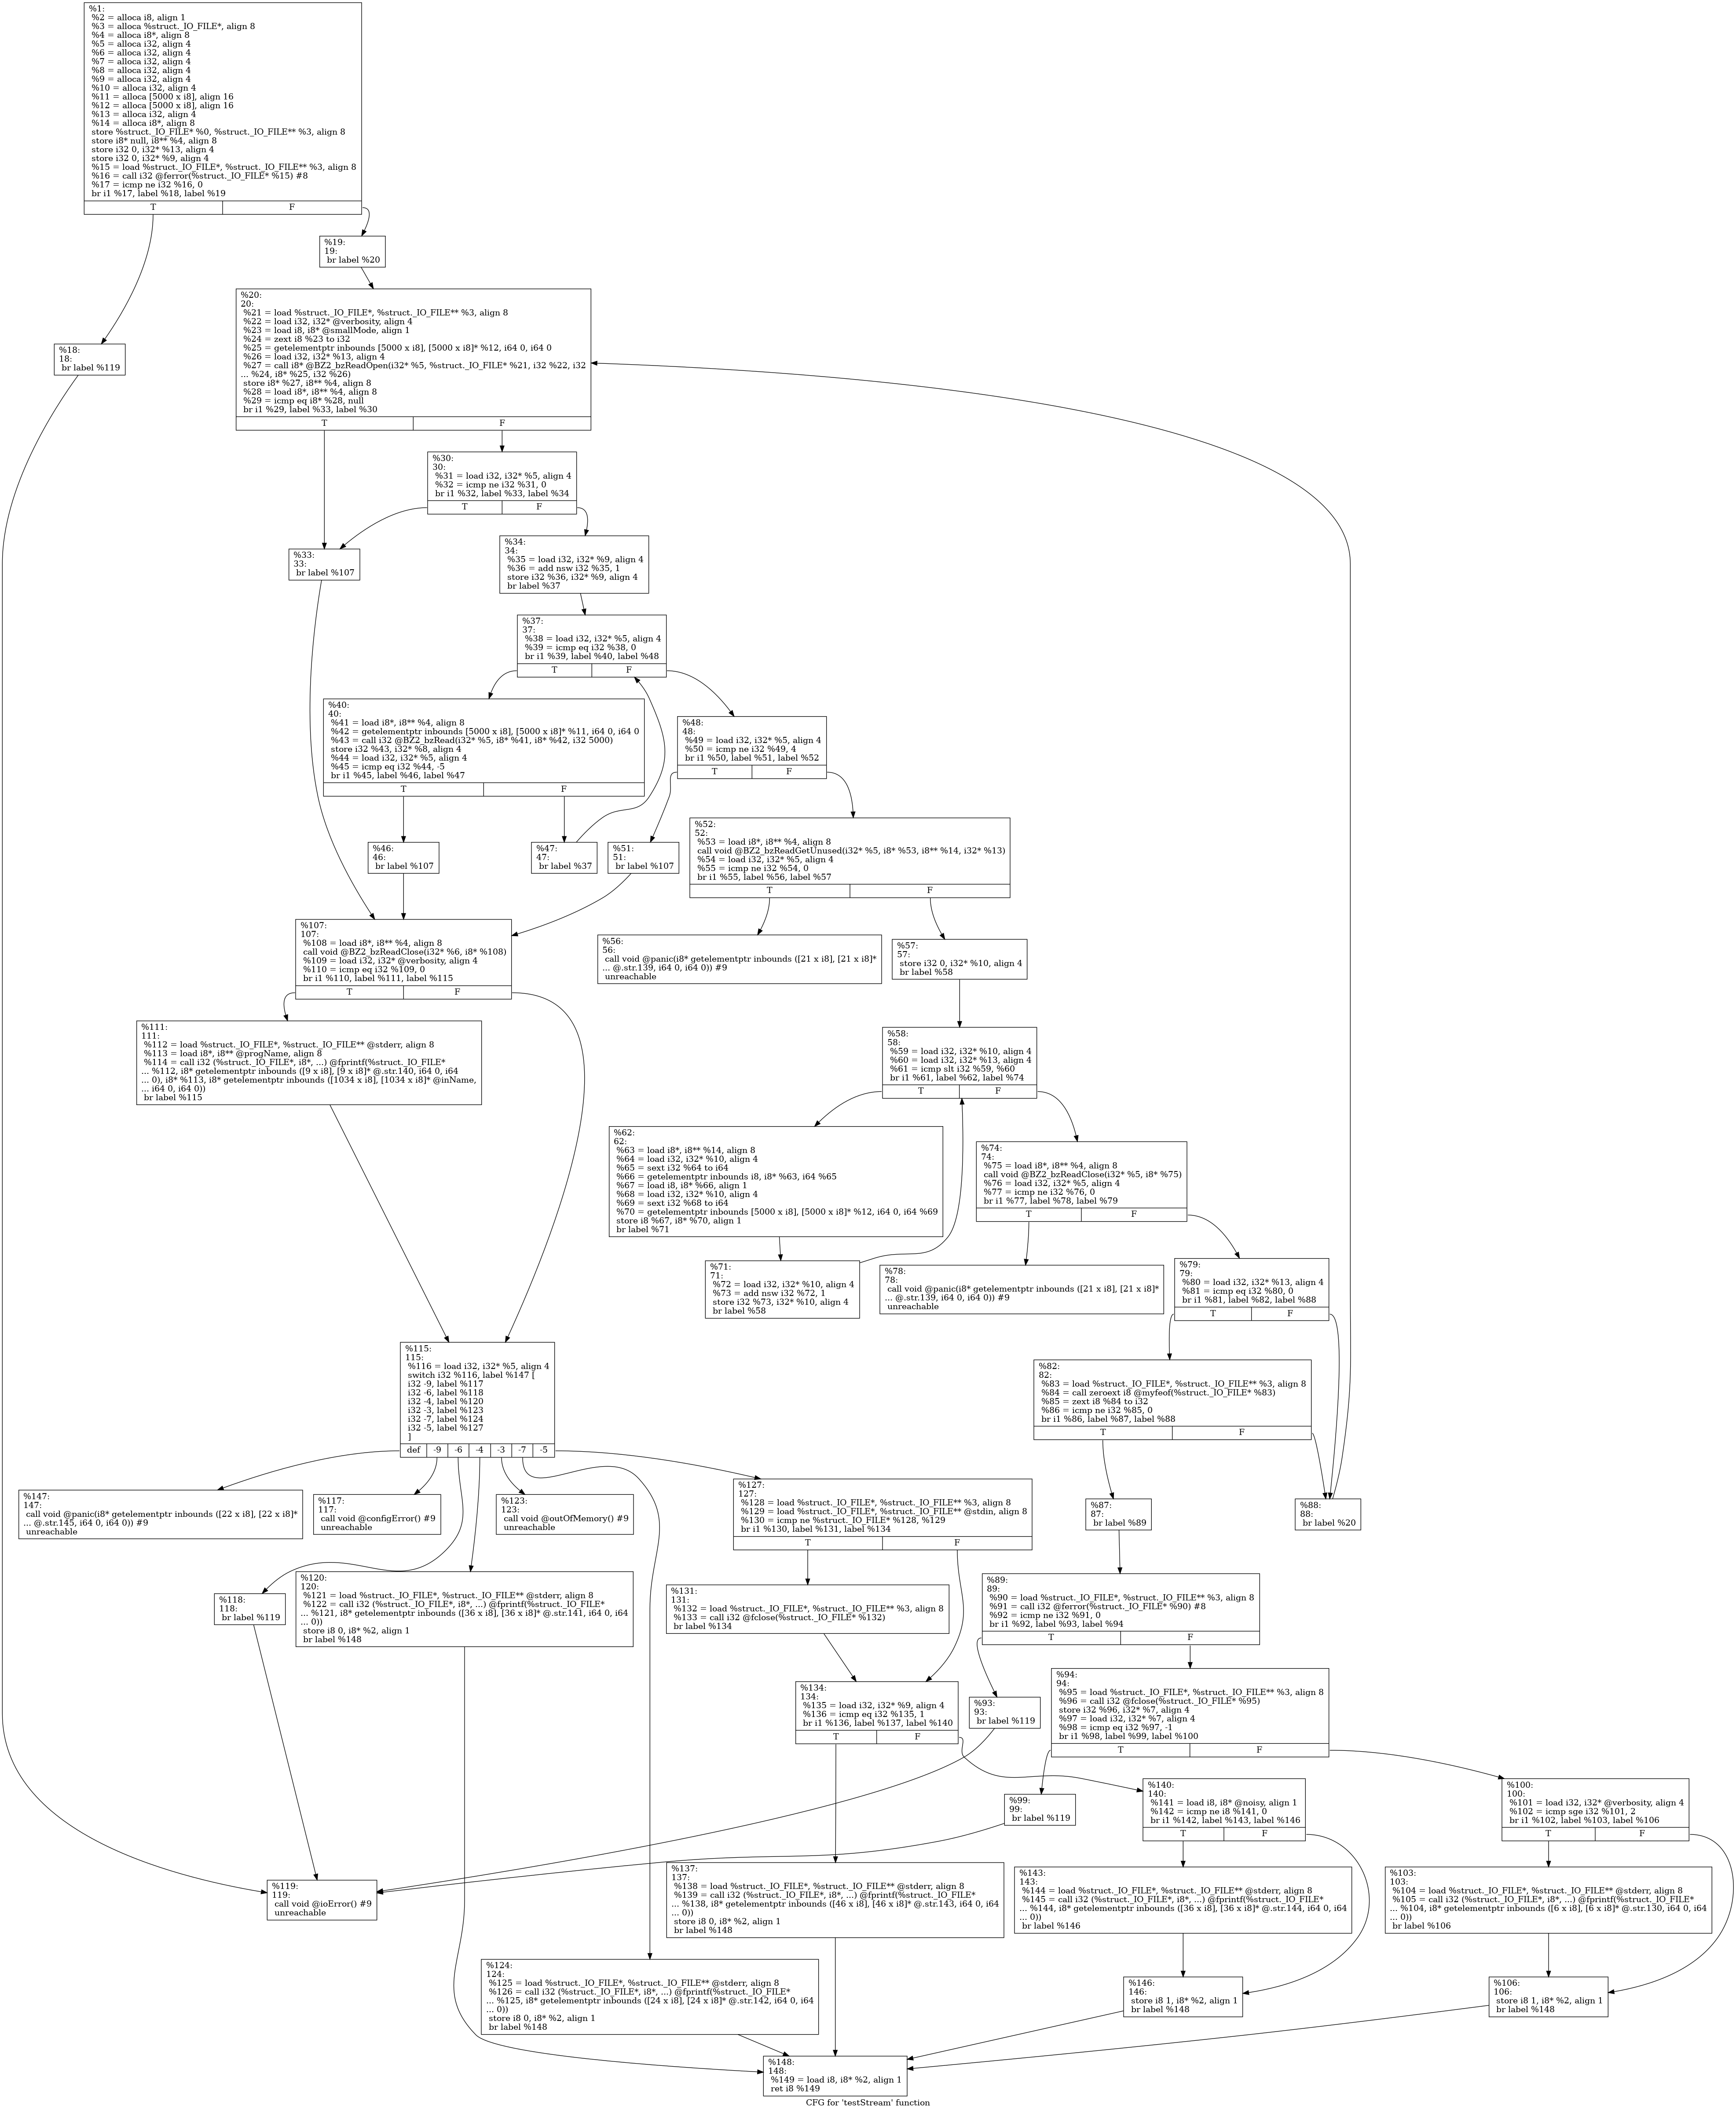 %1:
%2 = alloca i8, align 1
%3 = alloca %struct._IO_FILE*, align 8
%4 = alloca i8*, align 8
%5 = alloca i32, align 4
%6 = alloca i32, align 4
%7 = alloca i32, align 4
%8 = alloca i32, align 4
%9 = alloca i32, align 4
%10 = alloca i32, align 4
%11 = alloca [5000 x i8], align 16
%12 = alloca [5000 x i8], align 16
%13 = alloca i32, align 4
%14 = alloca i8*, align 8
store %struct._IO_FILE* %0, %struct._IO_FILE** %3, align 8
store i8* null, i8** %4, align 8
store i32 0, i32* %13, align 4
store i32 0, i32* %9, align 4
%15 = load %struct._IO_FILE*, %struct._IO_FILE** %3, align 8
%16 = call i32 @ferror(%struct._IO_FILE* %15) #8
%17 = icmp ne i32 %16, 0
br i1 %17, label %18, label %19
T F
%19:
19:
br label %20
%20:
20:
%21 = load %struct._IO_FILE*, %struct._IO_FILE** %3, align 8
%22 = load i32, i32* @verbosity, align 4
%23 = load i8, i8* @smallMode, align 1
%24 = zext i8 %23 to i32
%25 = getelementptr inbounds [5000 x i8], [5000 x i8]* %12, i64 0, i64 0
%26 = load i32, i32* %13, align 4
%27 = call i8* @BZ2_bzReadOpen(i32* %5, %struct._IO_FILE* %21, i32 %22, i32
... %24, i8* %25, i32 %26)
store i8* %27, i8** %4, align 8
%28 = load i8*, i8** %4, align 8
%29 = icmp eq i8* %28, null
br i1 %29, label %33, label %30
T F
%18:
18:
br label %119
%30:
30:
%31 = load i32, i32* %5, align 4
%32 = icmp ne i32 %31, 0
br i1 %32, label %33, label %34
T F
%33:
33:
br label %107
%34:
34:
%35 = load i32, i32* %9, align 4
%36 = add nsw i32 %35, 1
store i32 %36, i32* %9, align 4
br label %37
%37:
37:
%38 = load i32, i32* %5, align 4
%39 = icmp eq i32 %38, 0
br i1 %39, label %40, label %48
T F
%40:
40:
%41 = load i8*, i8** %4, align 8
%42 = getelementptr inbounds [5000 x i8], [5000 x i8]* %11, i64 0, i64 0
%43 = call i32 @BZ2_bzRead(i32* %5, i8* %41, i8* %42, i32 5000)
store i32 %43, i32* %8, align 4
%44 = load i32, i32* %5, align 4
%45 = icmp eq i32 %44, -5
br i1 %45, label %46, label %47
T F
%48:
48:
%49 = load i32, i32* %5, align 4
%50 = icmp ne i32 %49, 4
br i1 %50, label %51, label %52
T F
%46:
46:
br label %107
%47:
47:
br label %37
%51:
51:
br label %107
%52:
52:
%53 = load i8*, i8** %4, align 8
call void @BZ2_bzReadGetUnused(i32* %5, i8* %53, i8** %14, i32* %13)
%54 = load i32, i32* %5, align 4
%55 = icmp ne i32 %54, 0
br i1 %55, label %56, label %57
T F
%107:
107:
%108 = load i8*, i8** %4, align 8
call void @BZ2_bzReadClose(i32* %6, i8* %108)
%109 = load i32, i32* @verbosity, align 4
%110 = icmp eq i32 %109, 0
br i1 %110, label %111, label %115
T F
%56:
56:
call void @panic(i8* getelementptr inbounds ([21 x i8], [21 x i8]*
... @.str.139, i64 0, i64 0)) #9
unreachable
%57:
57:
store i32 0, i32* %10, align 4
br label %58
%111:
111:
%112 = load %struct._IO_FILE*, %struct._IO_FILE** @stderr, align 8
%113 = load i8*, i8** @progName, align 8
%114 = call i32 (%struct._IO_FILE*, i8*, ...) @fprintf(%struct._IO_FILE*
... %112, i8* getelementptr inbounds ([9 x i8], [9 x i8]* @.str.140, i64 0, i64
... 0), i8* %113, i8* getelementptr inbounds ([1034 x i8], [1034 x i8]* @inName,
... i64 0, i64 0))
br label %115
%58:
58:
%59 = load i32, i32* %10, align 4
%60 = load i32, i32* %13, align 4
%61 = icmp slt i32 %59, %60
br i1 %61, label %62, label %74
T F
%62:
62:
%63 = load i8*, i8** %14, align 8
%64 = load i32, i32* %10, align 4
%65 = sext i32 %64 to i64
%66 = getelementptr inbounds i8, i8* %63, i64 %65
%67 = load i8, i8* %66, align 1
%68 = load i32, i32* %10, align 4
%69 = sext i32 %68 to i64
%70 = getelementptr inbounds [5000 x i8], [5000 x i8]* %12, i64 0, i64 %69
store i8 %67, i8* %70, align 1
br label %71
%74:
74:
%75 = load i8*, i8** %4, align 8
call void @BZ2_bzReadClose(i32* %5, i8* %75)
%76 = load i32, i32* %5, align 4
%77 = icmp ne i32 %76, 0
br i1 %77, label %78, label %79
T F
%71:
71:
%72 = load i32, i32* %10, align 4
%73 = add nsw i32 %72, 1
store i32 %73, i32* %10, align 4
br label %58
%78:
78:
call void @panic(i8* getelementptr inbounds ([21 x i8], [21 x i8]*
... @.str.139, i64 0, i64 0)) #9
unreachable
%79:
79:
%80 = load i32, i32* %13, align 4
%81 = icmp eq i32 %80, 0
br i1 %81, label %82, label %88
T F
%115:
115:
%116 = load i32, i32* %5, align 4
switch i32 %116, label %147 [
i32 -9, label %117
i32 -6, label %118
i32 -4, label %120
i32 -3, label %123
i32 -7, label %124
i32 -5, label %127
]
def -9 -6 -4 -3 -7 -5
%82:
82:
%83 = load %struct._IO_FILE*, %struct._IO_FILE** %3, align 8
%84 = call zeroext i8 @myfeof(%struct._IO_FILE* %83)
%85 = zext i8 %84 to i32
%86 = icmp ne i32 %85, 0
br i1 %86, label %87, label %88
T F
%147:
147:
call void @panic(i8* getelementptr inbounds ([22 x i8], [22 x i8]*
... @.str.145, i64 0, i64 0)) #9
unreachable
%117:
117:
call void @configError() #9
unreachable
%123:
123:
call void @outOfMemory() #9
unreachable
%127:
127:
%128 = load %struct._IO_FILE*, %struct._IO_FILE** %3, align 8
%129 = load %struct._IO_FILE*, %struct._IO_FILE** @stdin, align 8
%130 = icmp ne %struct._IO_FILE* %128, %129
br i1 %130, label %131, label %134
T F
%87:
87:
br label %89
%88:
88:
br label %20
%118:
118:
br label %119
%120:
120:
%121 = load %struct._IO_FILE*, %struct._IO_FILE** @stderr, align 8
%122 = call i32 (%struct._IO_FILE*, i8*, ...) @fprintf(%struct._IO_FILE*
... %121, i8* getelementptr inbounds ([36 x i8], [36 x i8]* @.str.141, i64 0, i64
... 0))
store i8 0, i8* %2, align 1
br label %148
%131:
131:
%132 = load %struct._IO_FILE*, %struct._IO_FILE** %3, align 8
%133 = call i32 @fclose(%struct._IO_FILE* %132)
br label %134
%89:
89:
%90 = load %struct._IO_FILE*, %struct._IO_FILE** %3, align 8
%91 = call i32 @ferror(%struct._IO_FILE* %90) #8
%92 = icmp ne i32 %91, 0
br i1 %92, label %93, label %94
T F
%134:
134:
%135 = load i32, i32* %9, align 4
%136 = icmp eq i32 %135, 1
br i1 %136, label %137, label %140
T F
%93:
93:
br label %119
%94:
94:
%95 = load %struct._IO_FILE*, %struct._IO_FILE** %3, align 8
%96 = call i32 @fclose(%struct._IO_FILE* %95)
store i32 %96, i32* %7, align 4
%97 = load i32, i32* %7, align 4
%98 = icmp eq i32 %97, -1
br i1 %98, label %99, label %100
T F
%99:
99:
br label %119
%140:
140:
%141 = load i8, i8* @noisy, align 1
%142 = icmp ne i8 %141, 0
br i1 %142, label %143, label %146
T F
%100:
100:
%101 = load i32, i32* @verbosity, align 4
%102 = icmp sge i32 %101, 2
br i1 %102, label %103, label %106
T F
%119:
119:
call void @ioError() #9
unreachable
%137:
137:
%138 = load %struct._IO_FILE*, %struct._IO_FILE** @stderr, align 8
%139 = call i32 (%struct._IO_FILE*, i8*, ...) @fprintf(%struct._IO_FILE*
... %138, i8* getelementptr inbounds ([46 x i8], [46 x i8]* @.str.143, i64 0, i64
... 0))
store i8 0, i8* %2, align 1
br label %148
%143:
143:
%144 = load %struct._IO_FILE*, %struct._IO_FILE** @stderr, align 8
%145 = call i32 (%struct._IO_FILE*, i8*, ...) @fprintf(%struct._IO_FILE*
... %144, i8* getelementptr inbounds ([36 x i8], [36 x i8]* @.str.144, i64 0, i64
... 0))
br label %146
%103:
103:
%104 = load %struct._IO_FILE*, %struct._IO_FILE** @stderr, align 8
%105 = call i32 (%struct._IO_FILE*, i8*, ...) @fprintf(%struct._IO_FILE*
... %104, i8* getelementptr inbounds ([6 x i8], [6 x i8]* @.str.130, i64 0, i64
... 0))
br label %106
%124:
124:
%125 = load %struct._IO_FILE*, %struct._IO_FILE** @stderr, align 8
%126 = call i32 (%struct._IO_FILE*, i8*, ...) @fprintf(%struct._IO_FILE*
... %125, i8* getelementptr inbounds ([24 x i8], [24 x i8]* @.str.142, i64 0, i64
... 0))
store i8 0, i8* %2, align 1
br label %148
%146:
146:
store i8 1, i8* %2, align 1
br label %148
%106:
106:
store i8 1, i8* %2, align 1
br label %148
%148:
148:
%149 = load i8, i8* %2, align 1
ret i8 %149
CFG for 'testStream' function